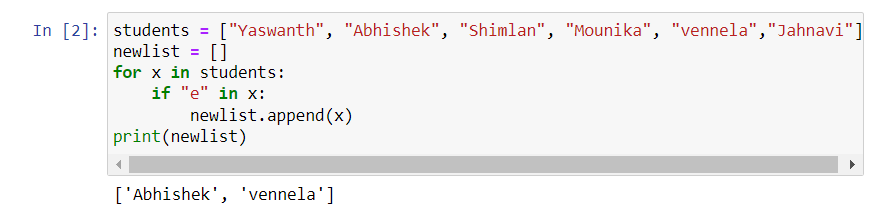 In [2]: students = ["Yaswanth", "Abhishek", "Shimlan", "Mounika", "vennela","Jahnavi"]
newlist = []
for x in students:
    if "e" in x:
        newlist.append(x)
print(newlist)
['Abhishek', 'vennela']